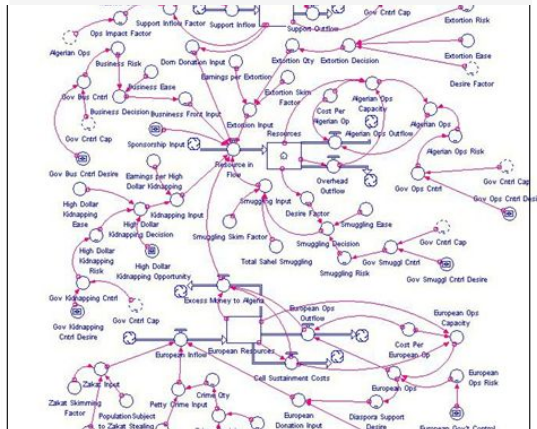 Support Inflow Factor
Support Inflow
Support Outflow
Gov Cntrl Cap
Ops Impact Factor
Algerian Ops
Business Risk
Dom Donation Input
Extortion Qty
Extortion Decision
Extortion Risk
Extortion Ease
Desire Factor
Gov Bus Cntrl
Business Ease
Earnings per Extortion
Extortion Skim
Factor
Cost Per
Algerian Op
Algerian Ops
Capacity
Business Decision
Business Front Input
Extortion Input
Resources
Algerian Ops Outflow
Algerian Ops
Gov Cntrl Cap
Sponsorship Input
Algerian Ops Risk
Gov Bus Cntrl Desire
Earnings per High
Dollar Kidnapping
Resource in
Flow
Overhead
Outflow
Gov Ops Cntrl
Gov Cntrl Cap
Gov Ops Cntrl Desi
High Dollar
Kidnapping
Ease
Kidnapping Input
High Dollar
Kidnapping Decision
Smuggling Input
Desire Factor
Smuggling Ease
Smuggling Skim Factor
Smuggling Decision
Gov Cntrl Cap
High Dollar
Kidnapping
Risk
High Dollar
Kidnapping Opportunity
Total Sahel Smuggling
Smuggling Risk
Gov Smuggl Cntrl
Gov Smuggl Cntrl Desire
Gov Kidnapping Cntrl
Gov Kidnapping
Cntrl Desire
Gov Cntrl Cap
Excess Money to Algeria
European Ops
Outflow
European Ops
Capacity
European Inflow
European Resources
Cost Per
European Op
Cell Sustainment Costs
Zakat Input
Zakat Skimming
Factor
Crime Qty
Petty Crime Input
European Ops
European Ops
Risk
Population Subject
to Zakat Stealing
European
Donation Input
Diaspora Support
Desire
European Gov't Control